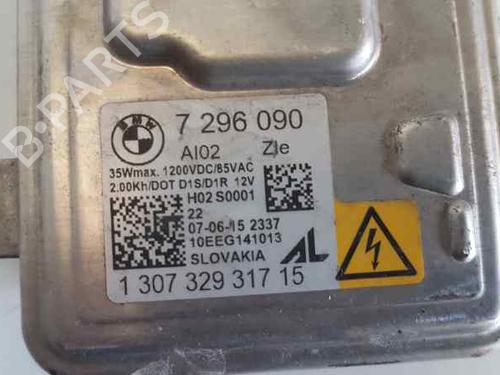 B-PARTS
BMW
7 296 090
AI02 Zle
35Wmax. 1200VDC/85VAC
2.00Kh/DOT D1S/D1R 12V
H02 S0001
22
07-06-15 2337
10EEG141013
SLOVAKIA
AL
1 307 329 317 15